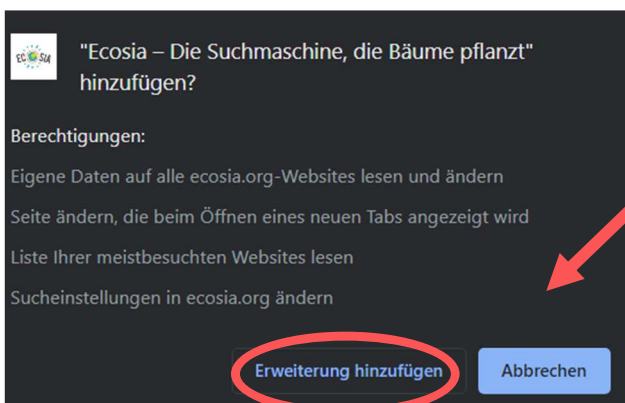 ECOSIA
"Ecosia – Die Suchmaschine, die Bäume pflanzt"
hinzufügen?
Berechtigungen:
Eigene Daten auf alle ecosia.org-Websites lesen und ändern
Seite ändern, die beim Öffnen eines neuen Tabs angezeigt wird
Liste Ihrer meistbesuchten Websites lesen
Sucheinstellungen in ecosia.org ändern
Erweiterung hinzufügen
Abbrechen